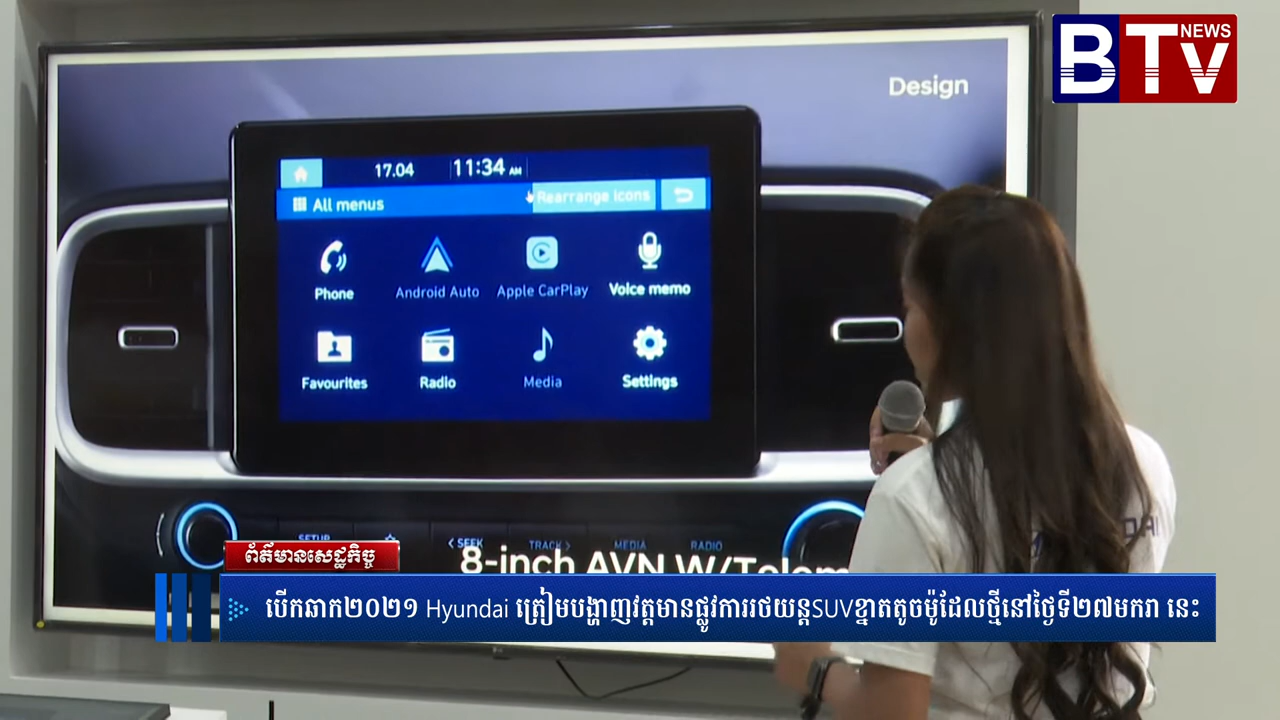 BTV NEWS
Design
17.04 11:34 AM
All menus Rearrange icons
Phone Android Auto Apple CarPlay Voice memo
Favourites Radio Media Settings
SETUP < SEEK TRACK > MEDIA RADIO
8-inch AVN W/Telem
ព័ត៌មានសេដ្ឋកិច្ច
បើកឆាក២០២១ Hyundai ត្រៀមបង្ហាញវត្តមានផ្លូវការរថយន្តSUVខ្នាតតូចម៉ូដែលថ្មីនៅថ្ងៃទី២៧មករា នេះ